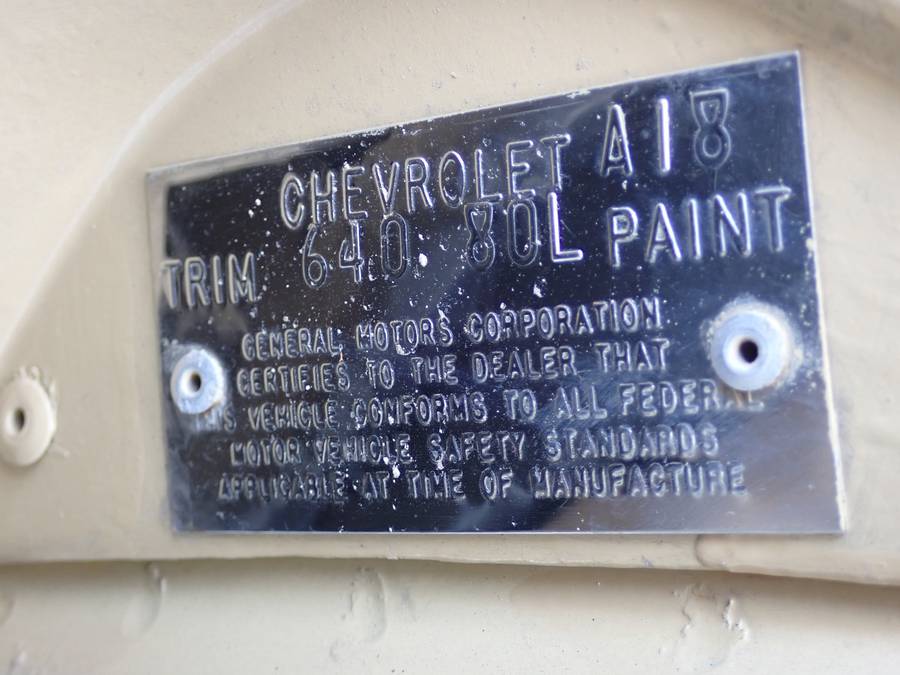 CHEVROLET A18
TRIM 640 80L PAINT
GENERAL MOTORS CORPORATION
CERTIFIES TO THE DEALER THAT
THIS VEHICLE CONFORMS TO ALL FEDERAL
MOTOR VEHICLE SAFETY STANDARDS
APPLICABLE AT TIME OF MANUFACTURE